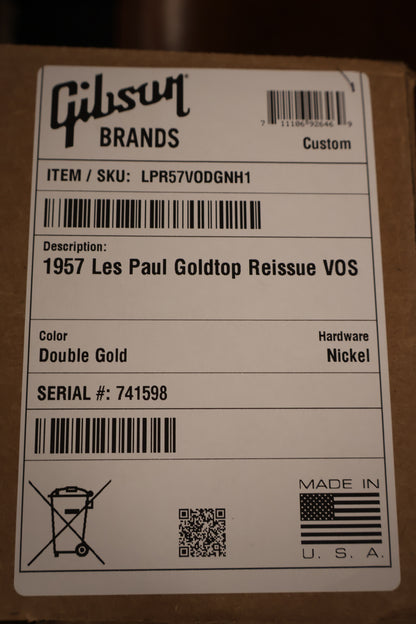 Gibson
BRANDS
7 11106 92646 9
Custom
ITEM / SKU: LPR57VODGNH1
Description:
1957 Les Paul Goldtop Reissue VOS
Color
Double Gold
Hardware
Nickel
SERIAL #: 741598
MADE IN
U. S. A.